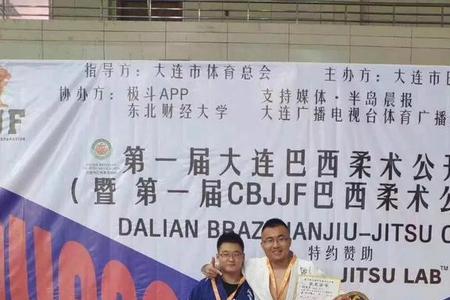 指导方：大连市体育总会 主办方：大连市
协办方：极斗APP 支持媒体·半岛晨报
东北财经大学 大连广播电视台体育广播
JF
第一届大连巴西柔术公开
（暨 第一届CBJJF巴西柔术公
DALIAN BRAZ IANJIU-JITSU
特约赞助
JITSU LAB™